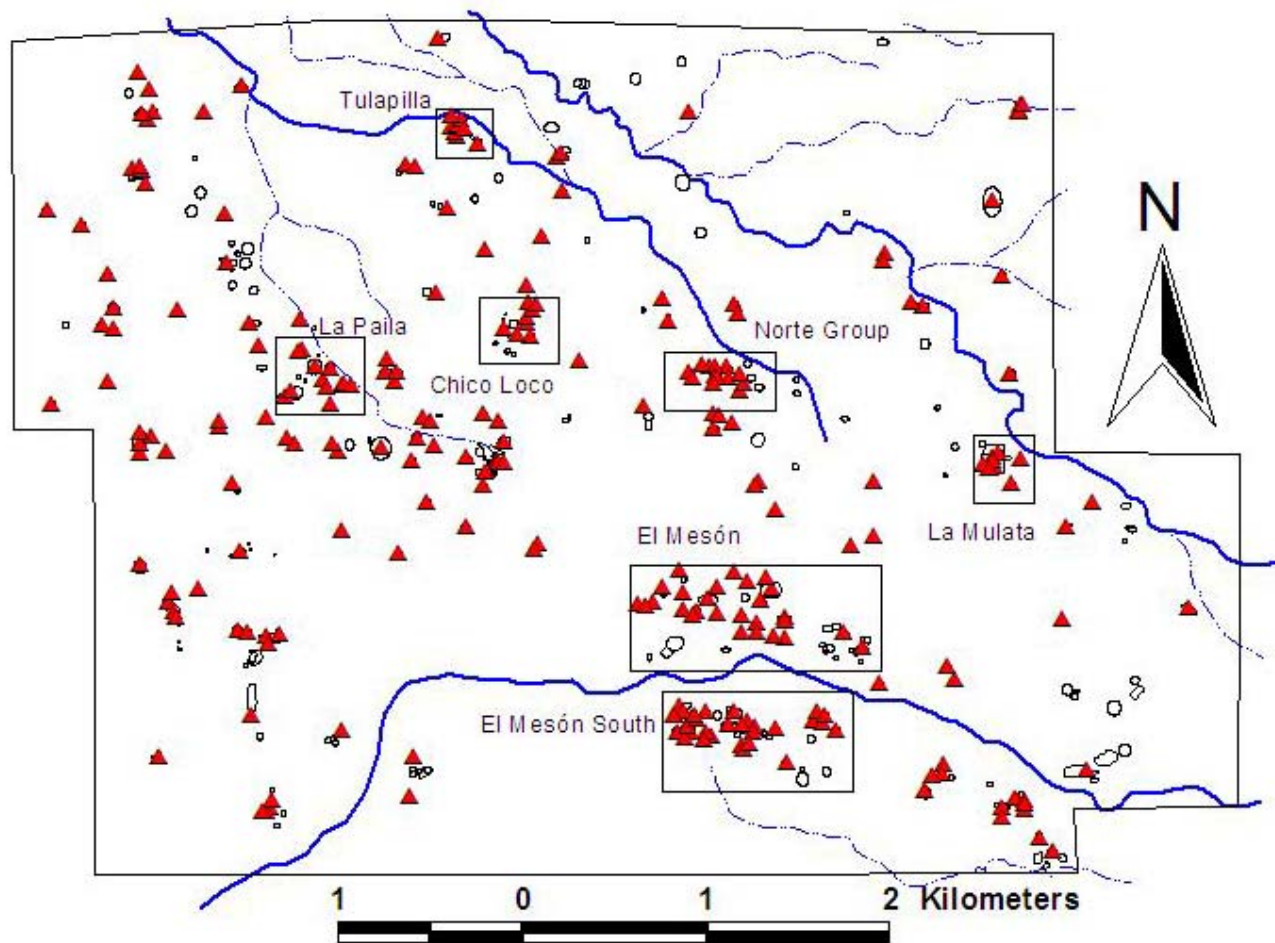 Tulapilla
N
La Paila
Norte Group
Chico Loco
El Mesón
La Mulata
El Mesón South
1 0 1 2 Kilometers